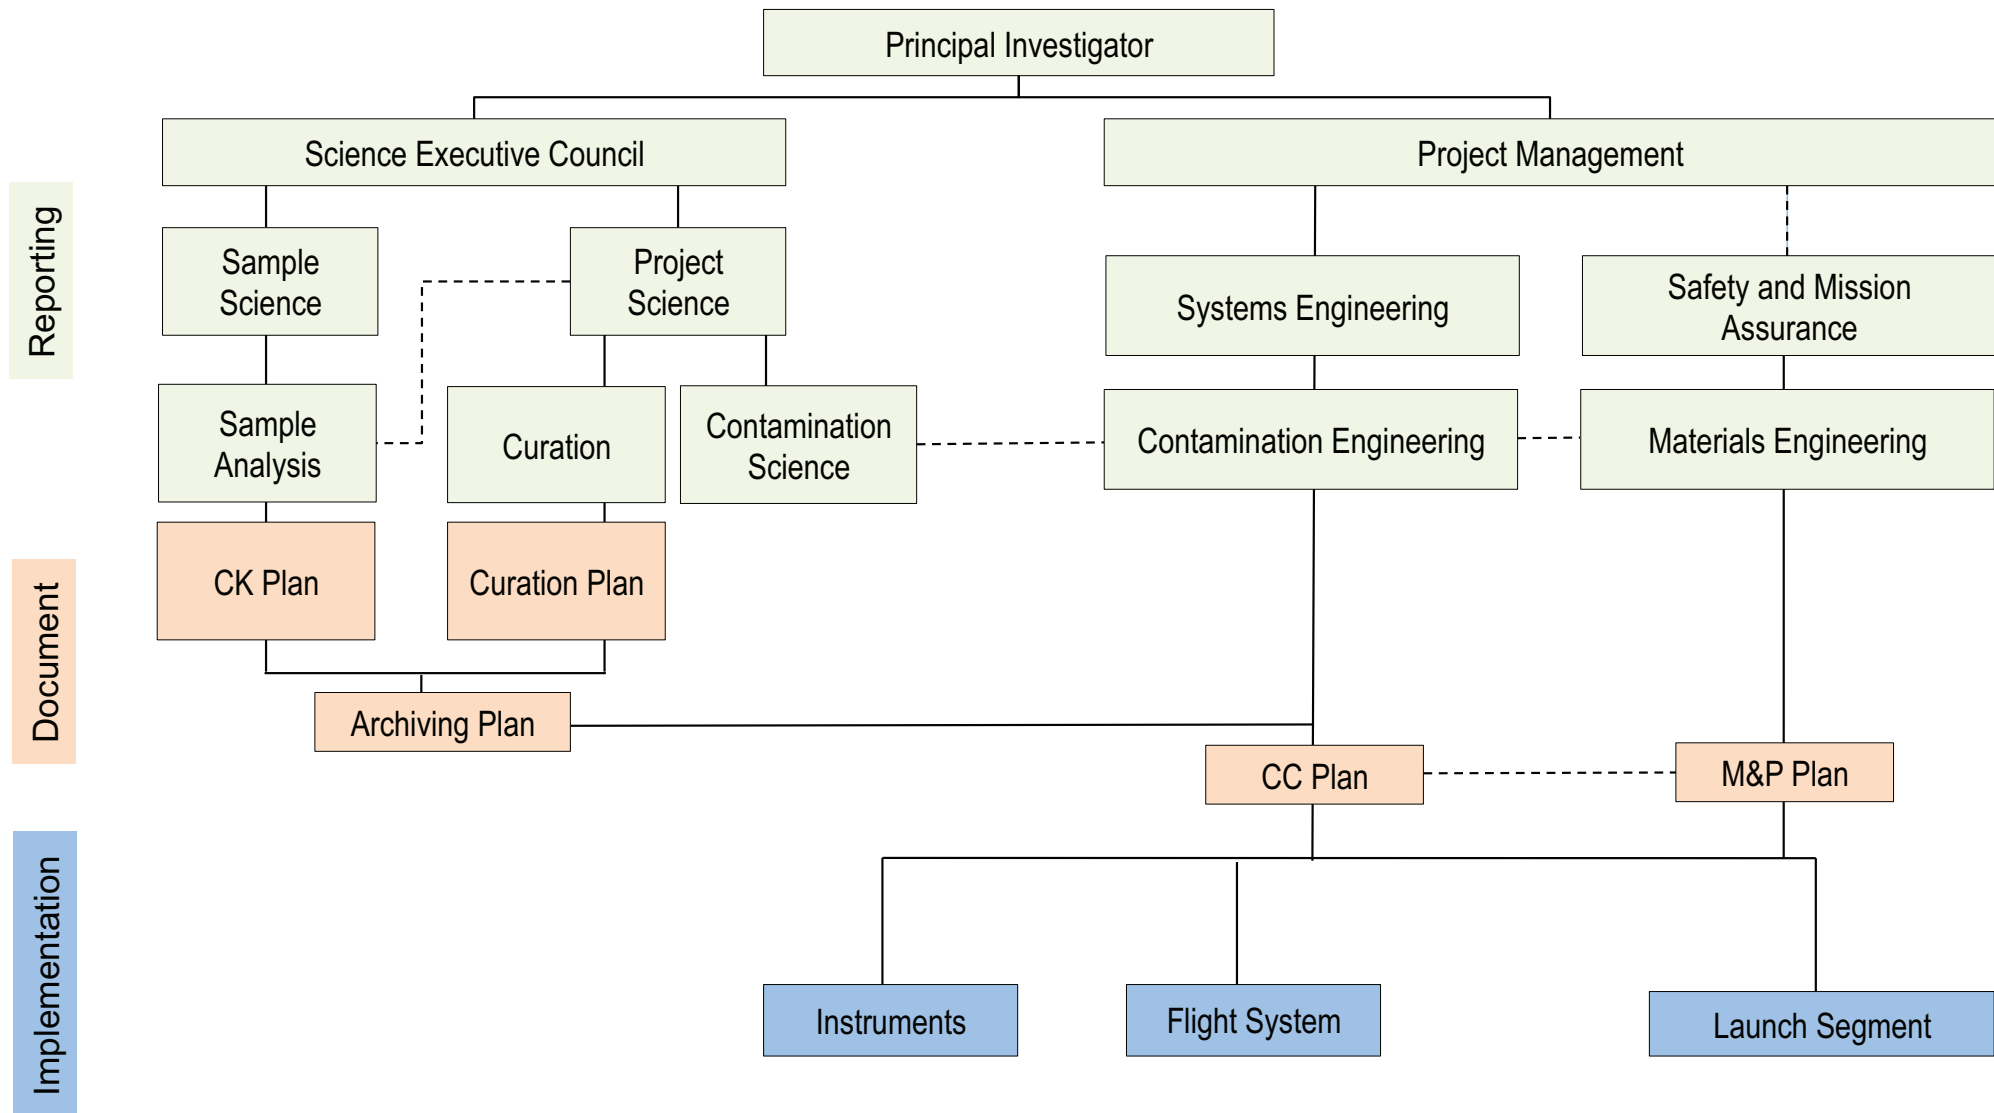 Principal Investigator
Science Executive Council
Project Management
Reporting
Sample
Science
Project
Science
Systems Engineering
Safety and Mission
Assurance
Sample
Analysis
Curation
Contamination
Science
Contamination Engineering
Materials Engineering
Document
CK Plan
Curation Plan
Archiving Plan
CC Plan
M&P Plan
Implementation
Instruments
Flight System
Launch Segment